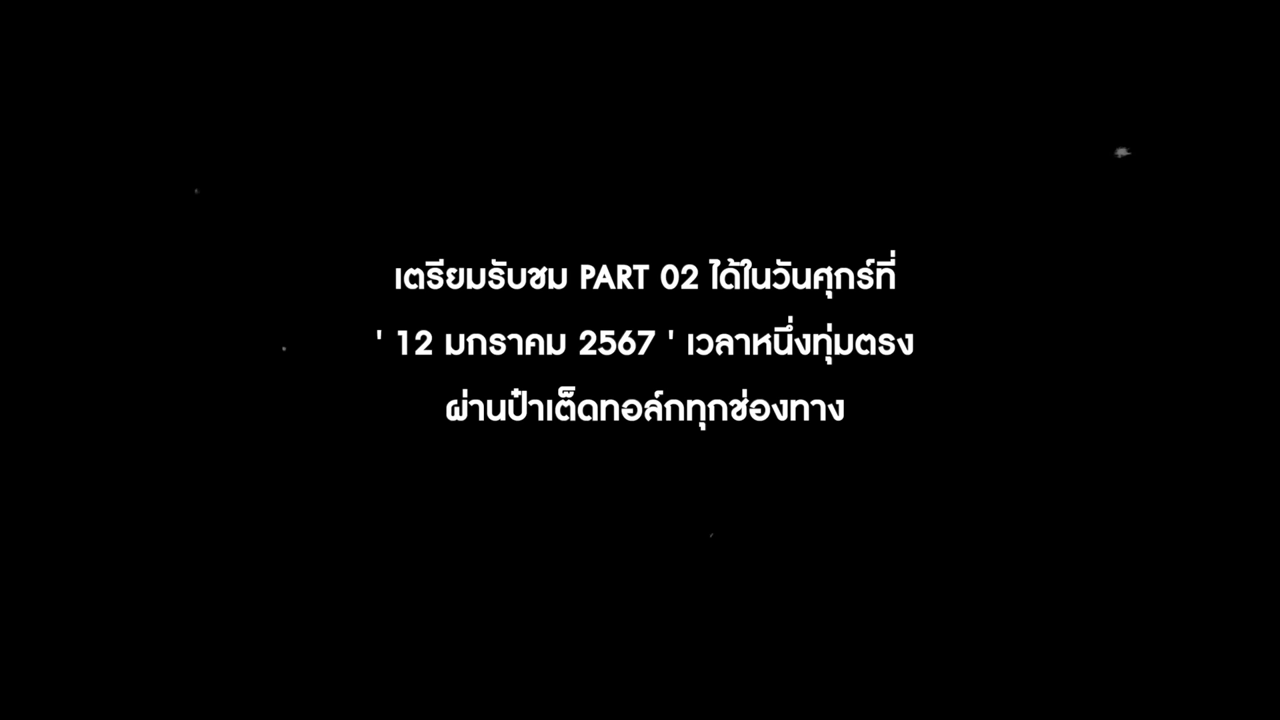 เตรียมรับชม PART 02 ได้ในวันศุกร์ที่
' 12 มกราคม 2567 ' เวลาหนึ่งทุ่มตรง
ผ่านป๋าเต็ดทอล์กทุกช่องทาง